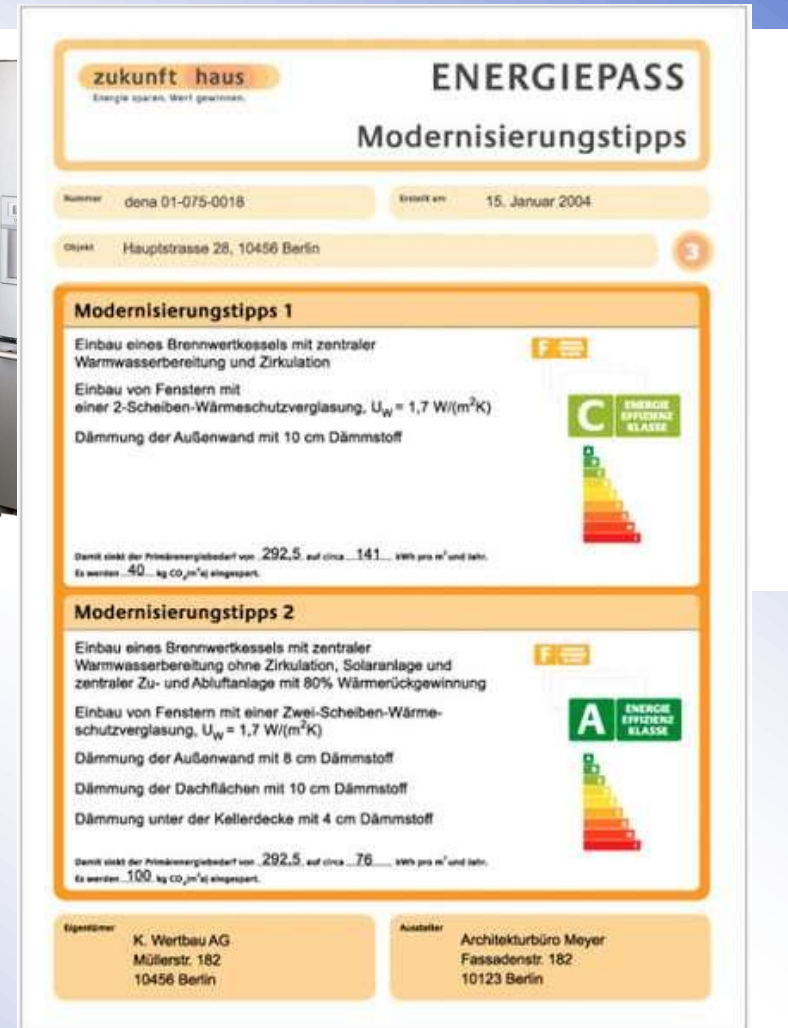 zukunft haus
Energie sparen. Wert gewinnen.
ENERGIEPASS
Modernisierungstipps
Nummer dena 01-075-0018
Erstellt am 15. Januar 2004
Objekt Hauptstrasse 28, 10456 Berlin
3
Modernisierungstipps 1
Einbau eines Brennwertkessels mit zentraler
Warmwasserbereitung und Zirkulation
Einbau von Fenstern mit
einer 2-Scheiben-Wärmeschutzverglasung, U_W = 1,7 W/(m²K)
Dämmung der Außenwand mit 10 cm Dämmstoff
F
C ENERGIE
EFFIZIENZ
KLASSE
A
Damit sinkt der Primärenergiebedarf von 292,5 auf circa 141 kWh pro m² und Jahr.
Es werden 40 kg CO₂/m²a) eingespart.
Modernisierungstipps 2
Einbau eines Brennwertkessels mit zentraler
Warmwasserbereitung ohne Zirkulation, Solaranlage und
zentraler Zu- und Abluftanlage mit 80% Wärmerückgewinnung
Einbau von Fenstern mit einer Zwei-Scheiben-Wärme-
schutzverglasung, U_W = 1,7 W/(m²K)
Dämmung der Außenwand mit 8 cm Dämmstoff
Dämmung der Dachflächen mit 10 cm Dämmstoff
Dämmung unter der Kellerdecke mit 4 cm Dämmstoff
F
A ENERGIE
EFFIZIENZ
KLASSE
Damit sinkt der Primärenergiebedarf von 292,5 auf circa 76 kWh pro m² und Jahr.
Es werden 100 kg CO₂/m²a) eingespart.
Eigentümer
K. Wertbau AG
Müllerstr. 182
10456 Berlin
Aussteller
Architekturbüro Meyer
Fassadenstr. 182
10123 Berlin